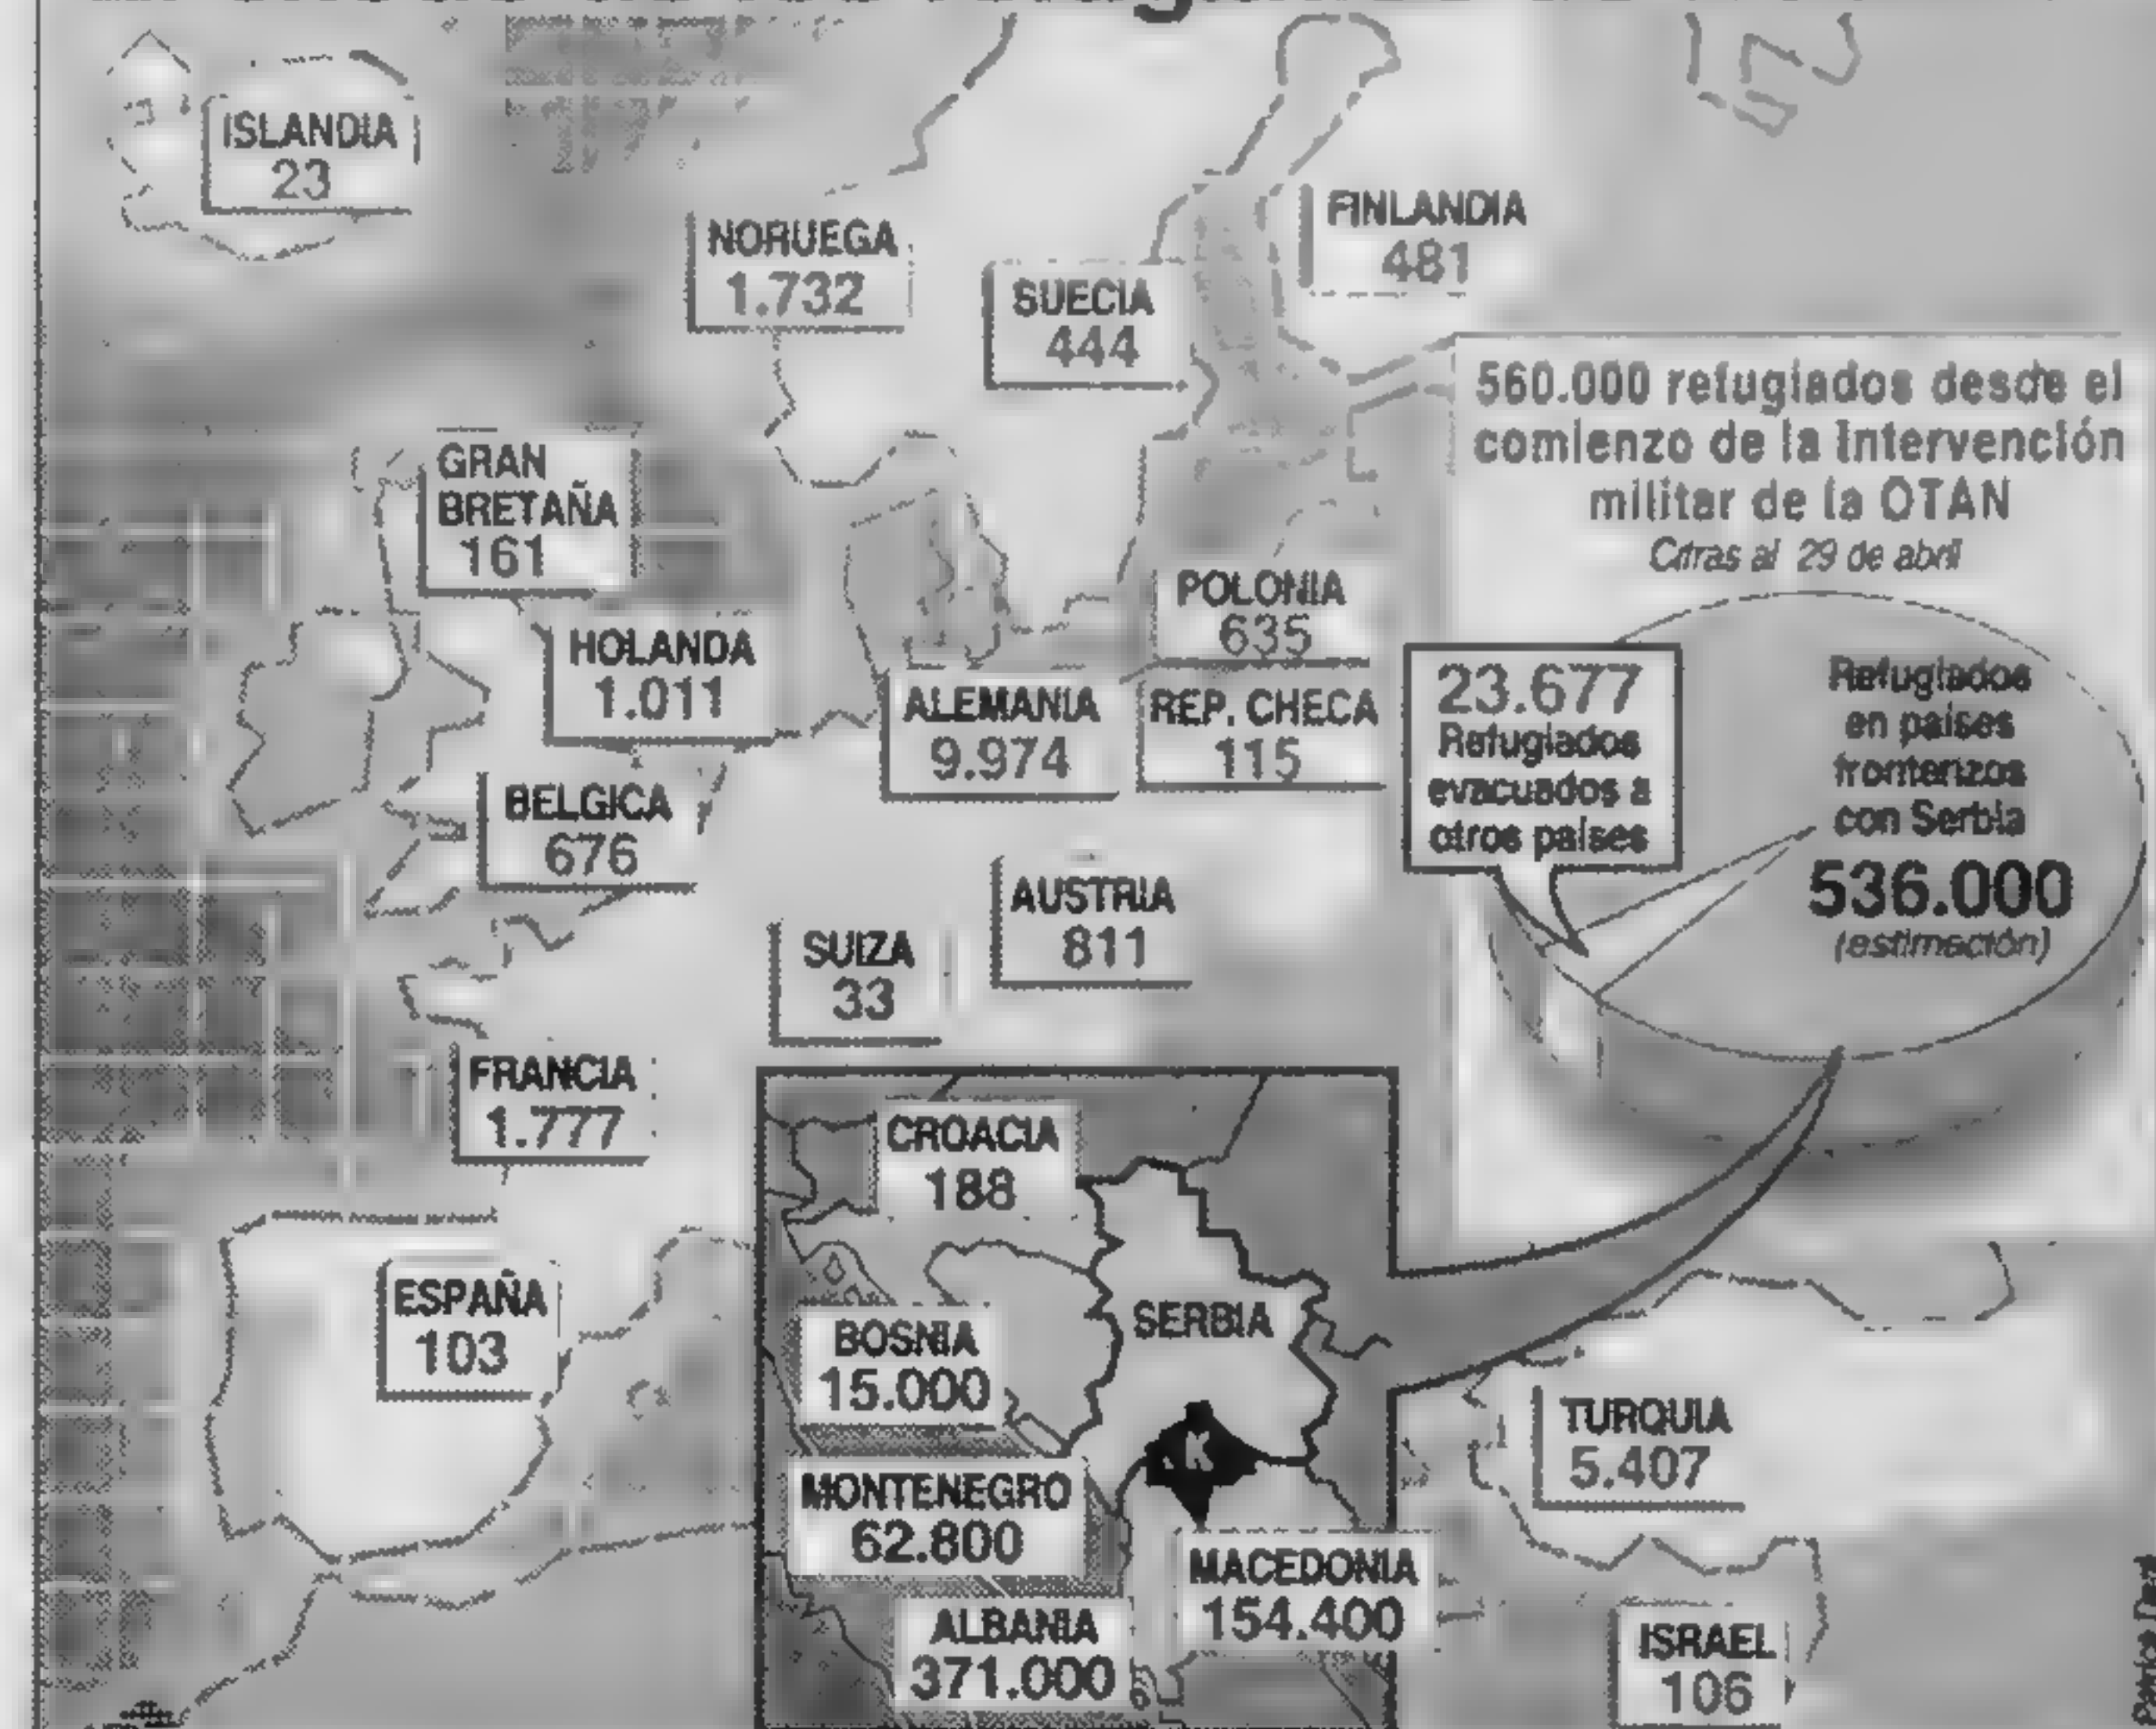 ISLANDIA
23
NORUEGA
1.732
SUECIA
444
FINLANDIA
481
GRAN
BRETAÑA
161
HOLANDA
1.011
BELGICA
676
ALEMANIA
9.974
POLONIA
635
REP. CHECA
115
AUSTRIA
811
SUIZA
33
FRANCIA
1.777
ESPAÑA
103
560.000 refugiados desde el
comienzo de la intervención
militar de la OTAN
Cifras al 29 de abril
23.677
Refugiados
evacuados a
otros países
Refugiados
en países
fronterizos
con Serbia
536.000
(estimación)
CROACIA
188
SERBIA
BOSNIA
15.000
K
MONTENEGRO
62.800
MACEDONIA
154.400
ALBANIA
371.000
TURQUIA
5.407
ISRAEL
106